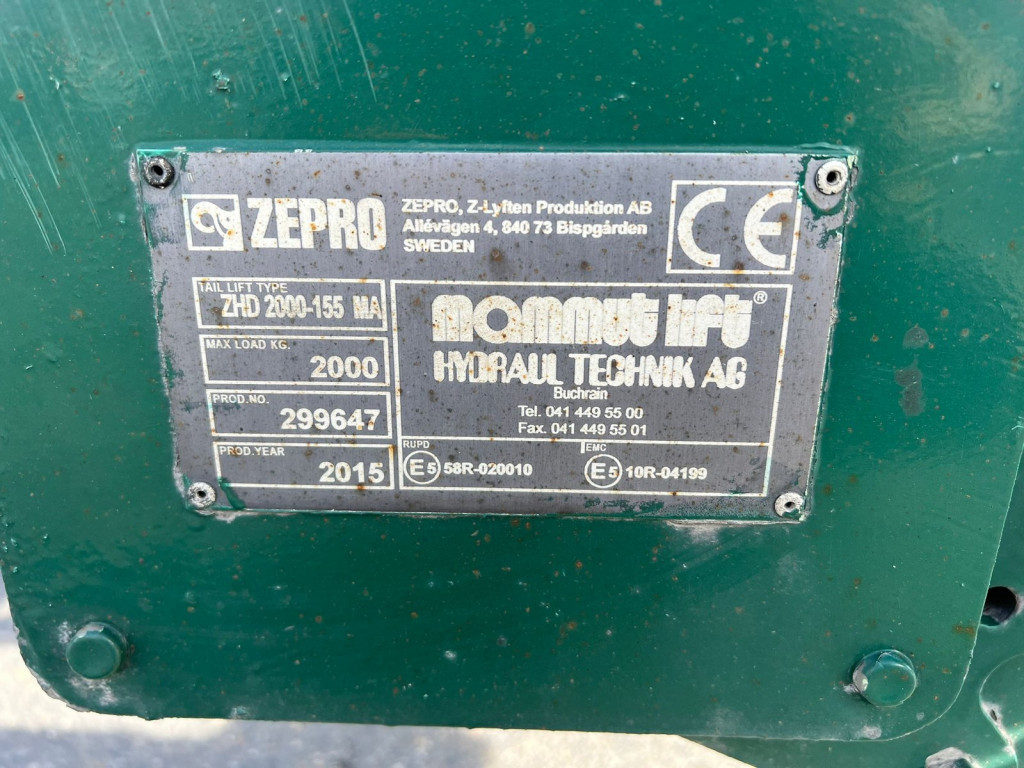 ZEPRO
ZEPRO, Z-Lyften Produktion AB
Allévägen 4, 840 73 Bispgården
SWEDEN
CE
TAIL LIFT TYPE
ZHD 2000-155 MA
MAX LOAD KG.
2000
PROD.NO.
299647
PROD.YEAR
2015
mammut lift®
HYDRAUL TECHNIK AG
Buchrain
Tel. 041 449 55 00
Fax. 041 449 55 01
RUPD
E5 58R-020010
EMC
E5 10R-04199